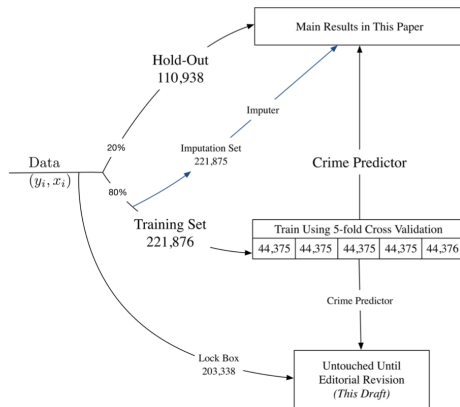 Main Results in This Paper
Hold-Out
110,938
Imputer
20%
Imputation Set
221,875
Crime Predictor
Data
(y_i, x_i)
80%
Training Set
221,876
Train Using 5-fold Cross Validation
44,375 44,375 44,375 44,375 44,376
Crime Predictor
Lock Box
203,338
Untouched Until
Editorial Revision
(This Draft)